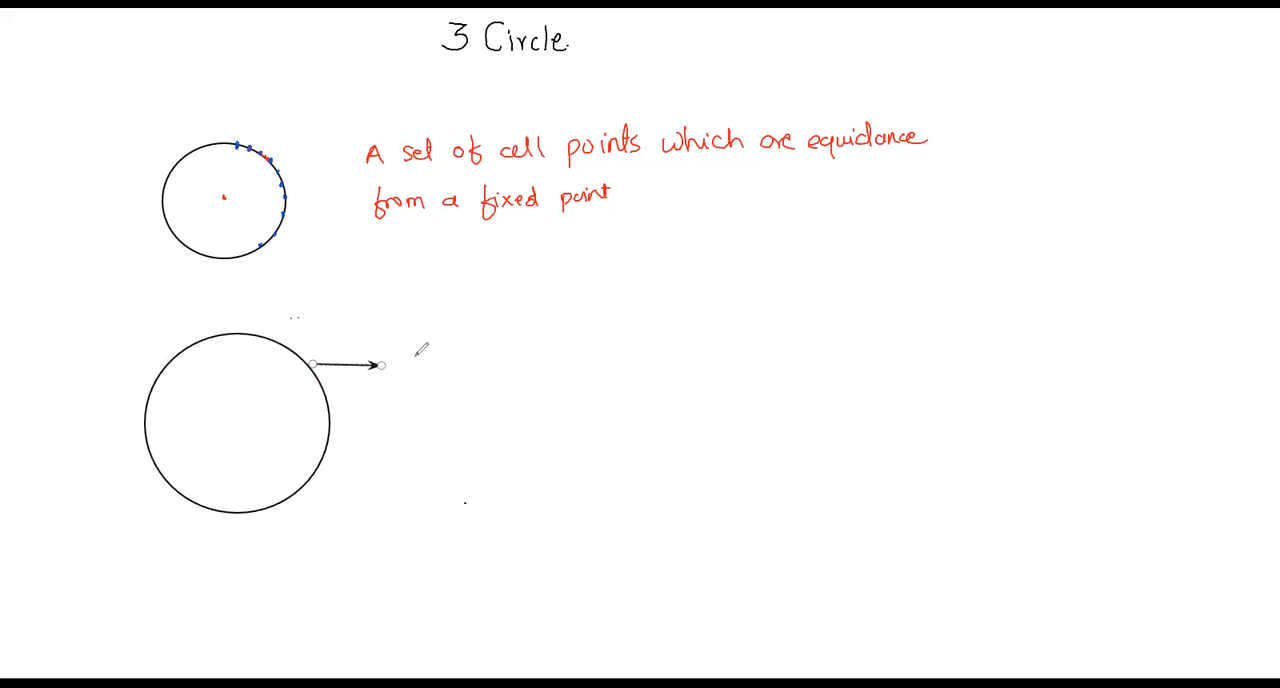 3 Circle.
A set of all points which are equidance
from a fixed point